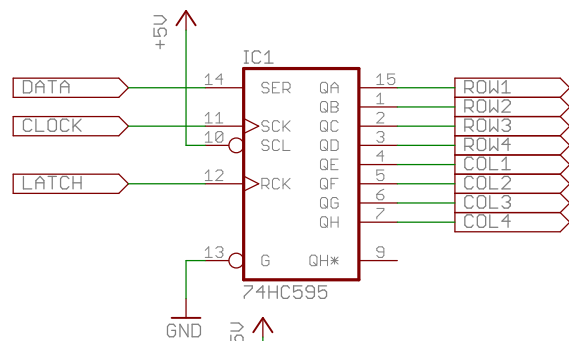 +5V
IC1
DATA 14 SER QA 15 ROW1
QB 1 ROW2
CLOCK 11 SCK QC 2 ROW3
10 SCL QD 3 ROW4
QE 4 COL1
LATCH 12 RCK QF 5 COL2
QG 6 COL3
QH 7 COL4
13 G QH* 9
74HC595
GND
5V